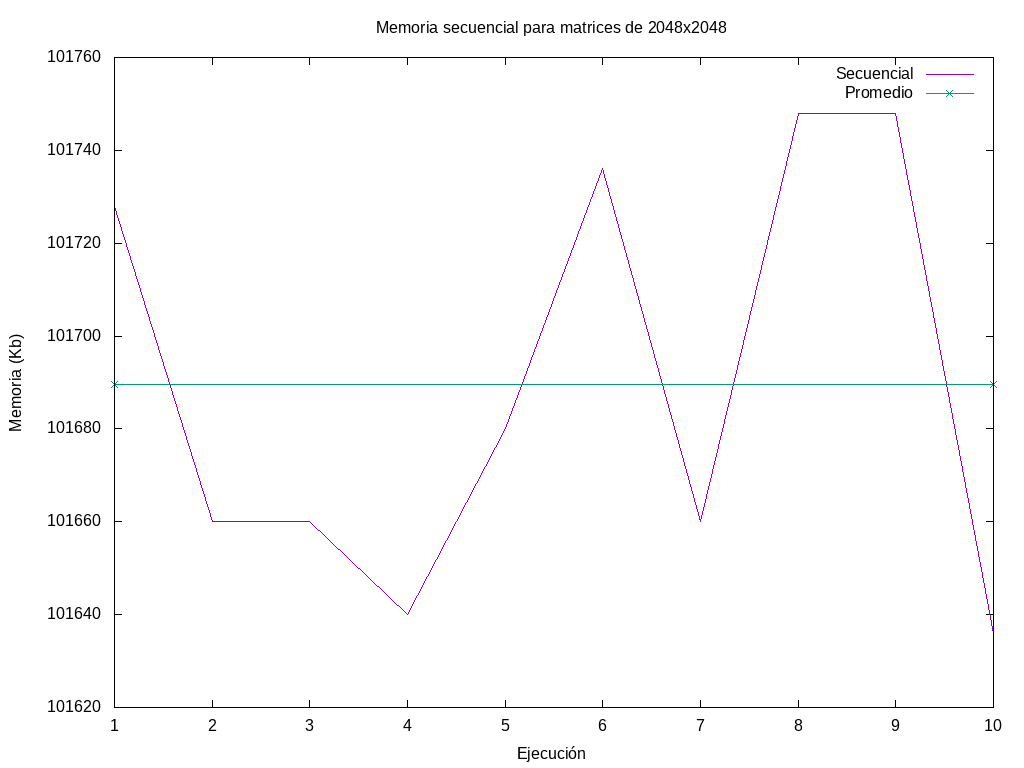 Memoria secuencial para matrices de 2048x2048
Secuencial
Promedio
101760
101740
101720
101700
101680
101660
101640
101620
Memoria (Kb)
1 2 3 4 5 6 7 8 9 10
Ejecución